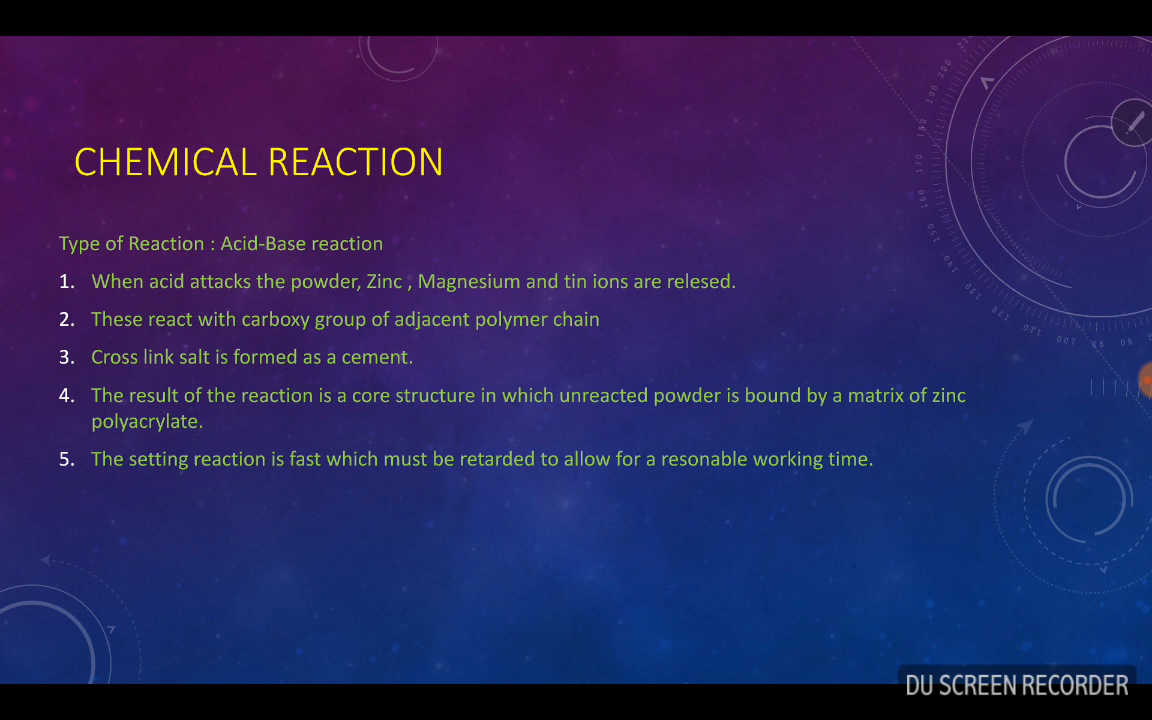 CHEMICAL REACTION
Type of Reaction : Acid-Base reaction
1. When acid attacks the powder, Zinc , Magnesium and tin ions are relesed.
2. These react with carboxy group of adjacent polymer chain
3. Cross link salt is formed as a cement.
4. The result of the reaction is a core structure in which unreacted powder is bound by a matrix of zinc
polyacrylate.
5. The setting reaction is fast which must be retarded to allow for a resonable working time.
DU SCREEN RECORDER